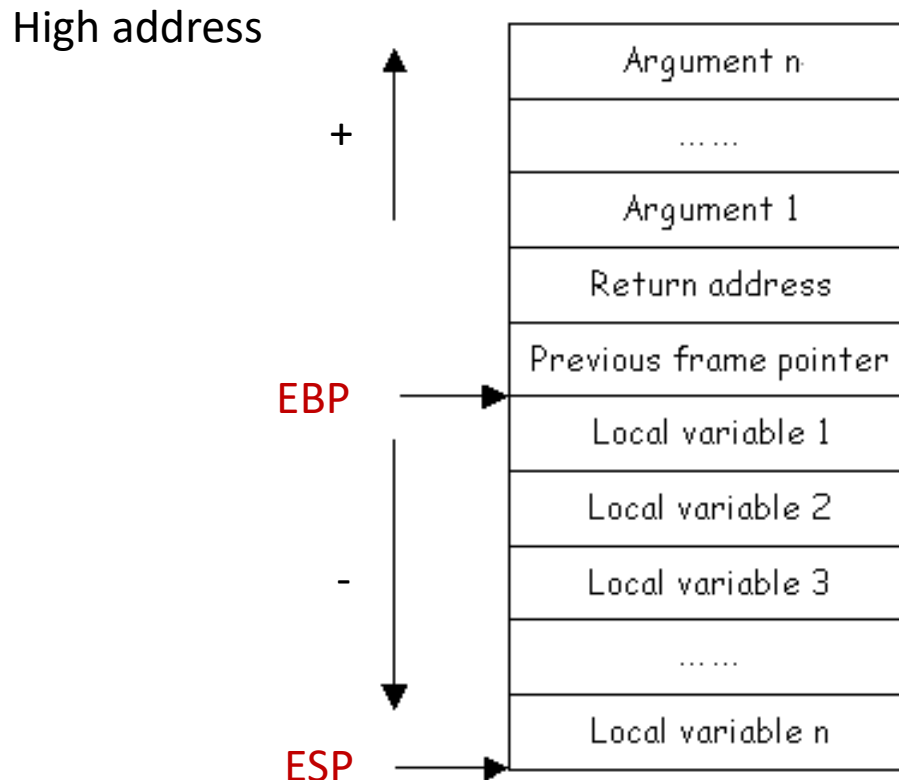 High address
Argument n
+
... ...
Argument 1
Return address
Previous frame pointer
EBP
Local variable 1
Local variable 2
-
Local variable 3
... ...
Local variable n
ESP